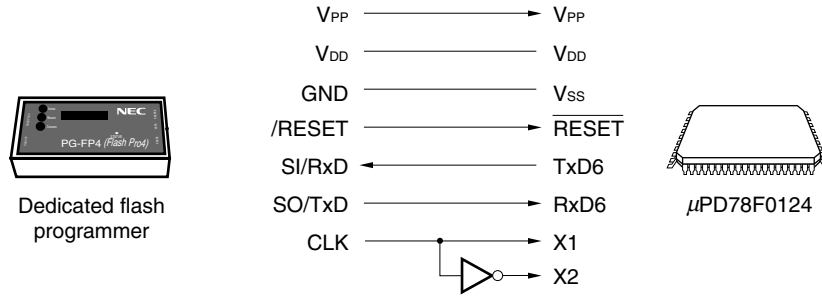 VPP VPP
VDD VDD
GND VSS
/RESET RESET
SI/RxD TxD6
SO/TxD RxD6
CLK X1
X2
NEC
PG-FP4 (Flash Pro4)
Dedicated flash
programmer
μPD78F0124